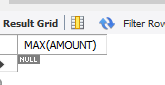 Result Grid Filter Row
MAX(AMOUNT)
NULL